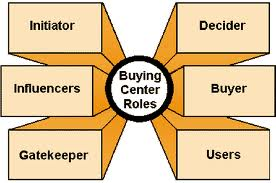 Initiator
Decider
Influencers
Buying
Center
Roles
Buyer
Gatekeeper
Users